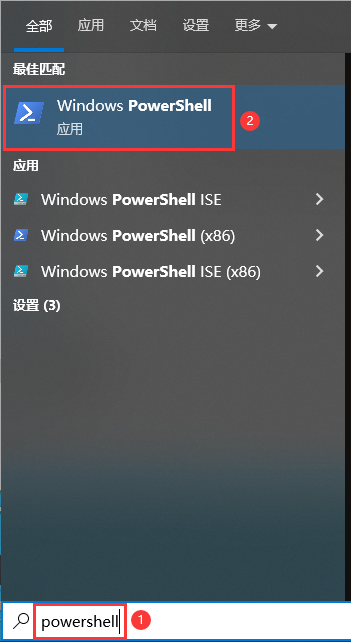 全部 应用 文档 设置 更多
最佳匹配
Windows PowerShell
应用
2
应用
Windows PowerShell ISE
Windows PowerShell (x86)
Windows PowerShell ISE (x86)
设置 (3)
powershell
1